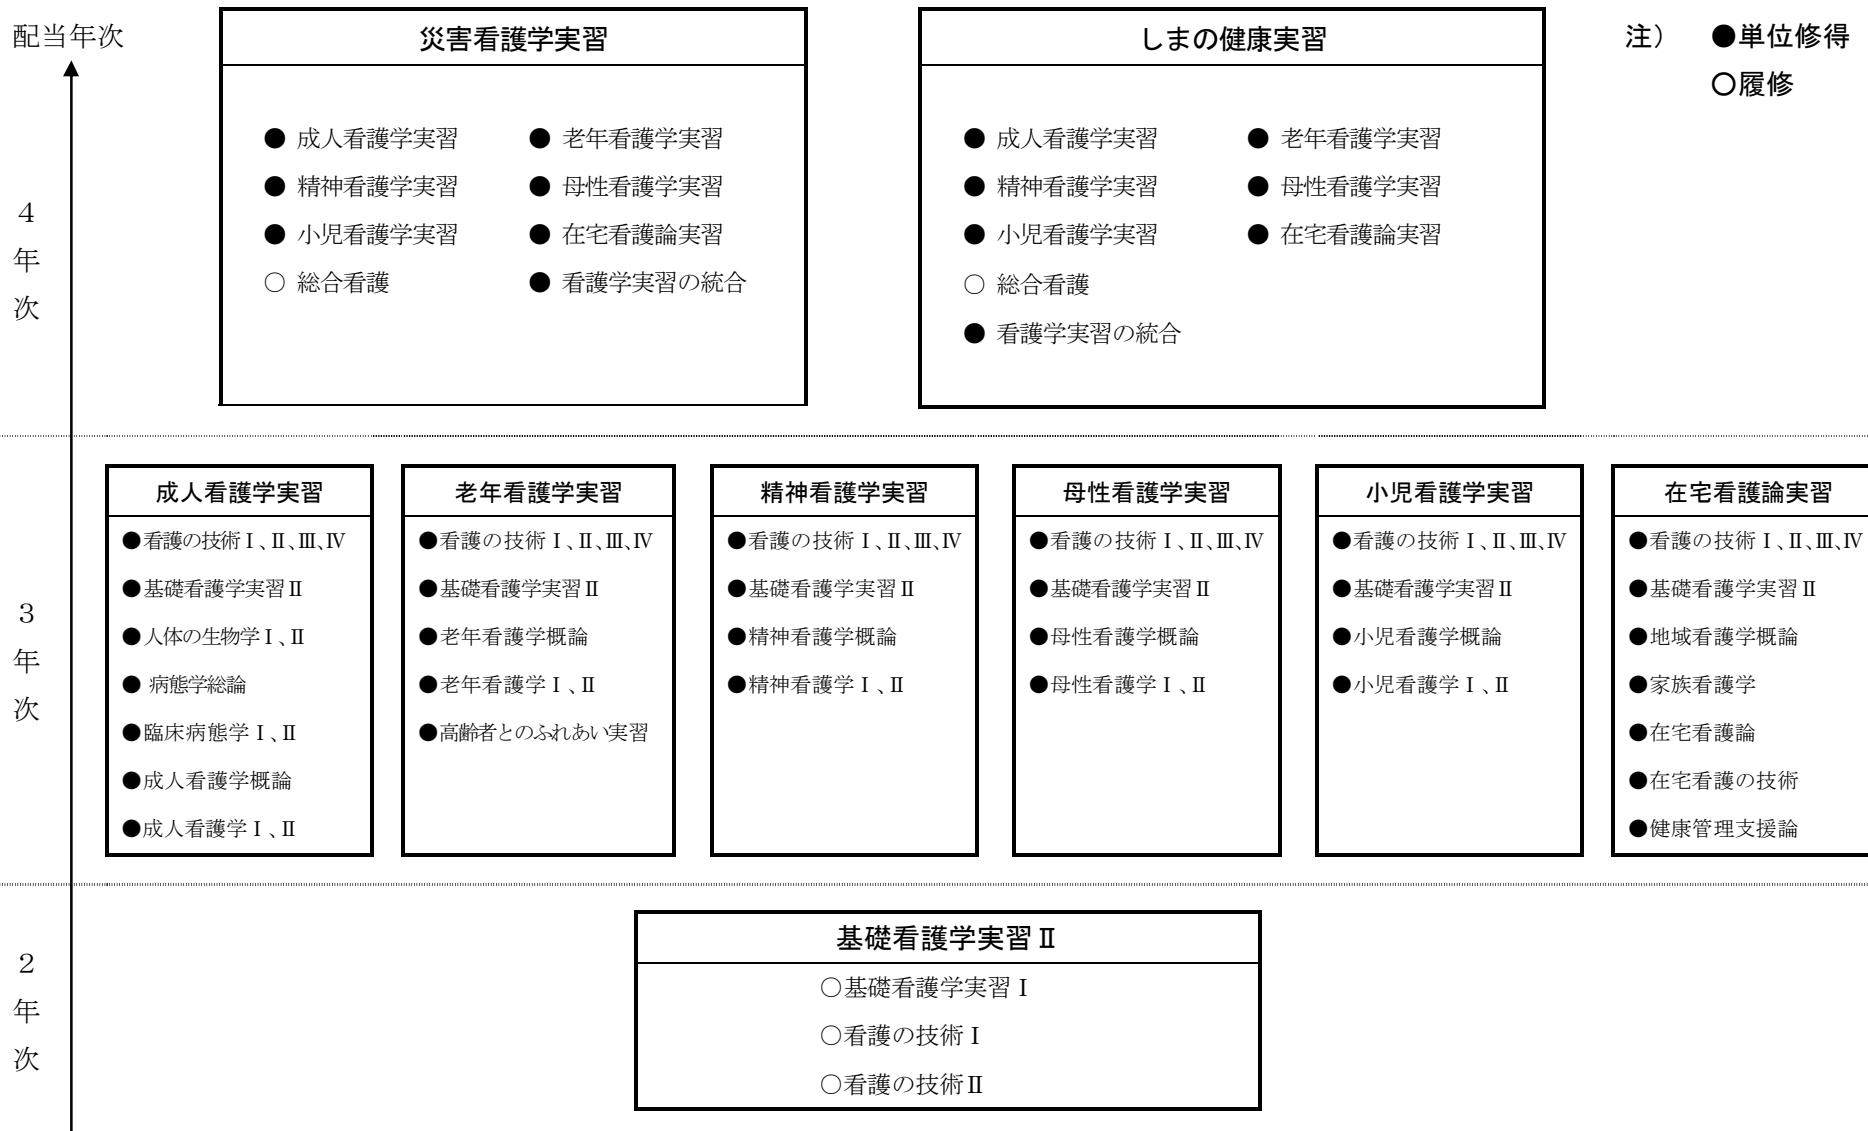 配当年次
注） ●単位修得
○履修
4年次
災害看護学実習
● 成人看護学実習 ● 老年看護学実習
● 精神看護学実習 ● 母性看護学実習
● 小児看護学実習 ● 在宅看護論実習
○ 総合看護 ● 看護学実習の統合
しまの健康実習
● 成人看護学実習 ● 老年看護学実習
● 精神看護学実習 ● 母性看護学実習
● 小児看護学実習 ● 在宅看護論実習
○ 総合看護
● 看護学実習の統合
3年次
成人看護学実習
●看護の技術Ⅰ、Ⅱ、Ⅲ、Ⅳ
●基礎看護学実習Ⅱ
●人体の生物学Ⅰ、Ⅱ
● 病態学総論
●臨床病態学Ⅰ、Ⅱ
●成人看護学概論
●成人看護学Ⅰ、Ⅱ
老年看護学実習
●看護の技術Ⅰ、Ⅱ、Ⅲ、Ⅳ
●基礎看護学実習Ⅱ
●老年看護学概論
●老年看護学Ⅰ、Ⅱ
●高齢者とのふれあい実習
精神看護学実習
●看護の技術Ⅰ、Ⅱ、Ⅲ、Ⅳ
●基礎看護学実習Ⅱ
●精神看護学概論
●精神看護学Ⅰ、Ⅱ
母性看護学実習
●看護の技術Ⅰ、Ⅱ、Ⅲ、Ⅳ
●基礎看護学実習Ⅱ
●母性看護学概論
●母性看護学Ⅰ、Ⅱ
小児看護学実習
●看護の技術Ⅰ、Ⅱ、Ⅲ、Ⅳ
●基礎看護学実習Ⅱ
●小児看護学概論
●小児看護学Ⅰ、Ⅱ
在宅看護論実習
●看護の技術Ⅰ、Ⅱ、Ⅲ、Ⅳ
●基礎看護学実習Ⅱ
●地域看護学概論
●家族看護学
●在宅看護論
●在宅看護の技術
●健康管理支援論
2年次
基礎看護学実習Ⅱ
○基礎看護学実習Ⅰ
○看護の技術Ⅰ
○看護の技術Ⅱ